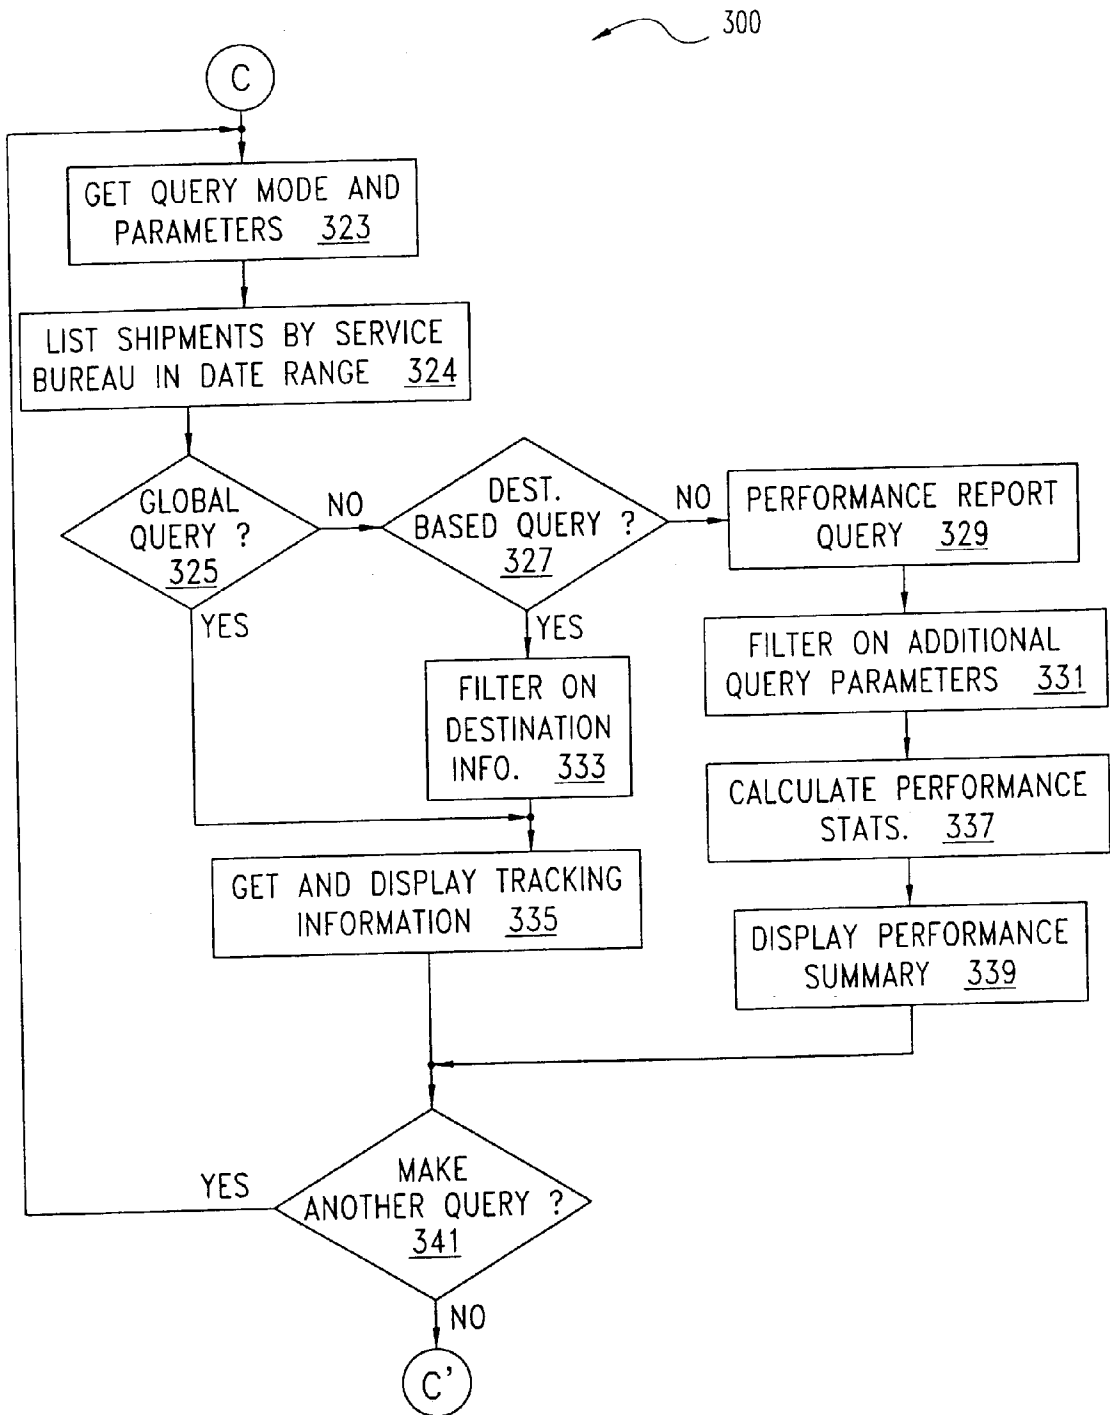 300
C
GET QUERY MODE AND
PARAMETERS 323
LIST SHIPMENTS BY SERVICE
BUREAU IN DATE RANGE 324
GLOBAL
QUERY ?
325
NO
YES
DEST.
BASED QUERY ?
327
NO
YES
PERFORMANCE REPORT
QUERY 329
FILTER ON ADDITIONAL
QUERY PARAMETERS 331
FILTER ON
DESTINATION
INFO. 333
CALCULATE PERFORMANCE
STATS. 337
GET AND DISPLAY TRACKING
INFORMATION 335
DISPLAY PERFORMANCE
SUMMARY 339
YES
MAKE
ANOTHER QUERY ?
341
NO
C'